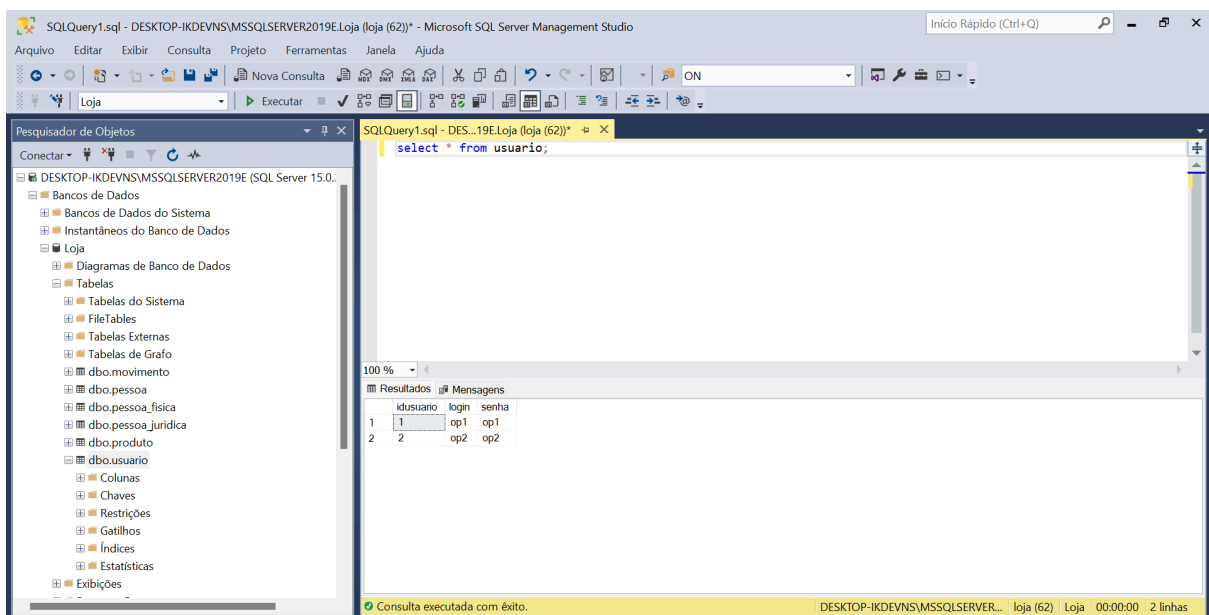 SQLQuery1.sql - DESKTOP-IKDEVNS\MSSQLSERVER2019E.Loja (loja (62))* - Microsoft SQL Server Management Studio
Início Rápido (Ctrl+Q)
Arquivo Editar Exibir Consulta Projeto Ferramentas Janela Ajuda
Nova Consulta MDX DMX XMLA DAX ON
Loja Executar
Pesquisador de Objetos
Conectar
DESKTOP-IKDEVNS\MSSQLSERVER2019E (SQL Server 15.0..
Bancos de Dados
Bancos de Dados do Sistema
Instantâneos do Banco de Dados
Loja
Diagramas de Banco de Dados
Tabelas
Tabelas do Sistema
FileTables
Tabelas Externas
Tabelas de Grafo
dbo.movimento
dbo.pessoa
dbo.pessoa_fisica
dbo.pessoa_juridica
dbo.produto
dbo.usuario
Colunas
Chaves
Restrições
Gatilhos
Índices
Estatísticas
Exibições
SQLQuery1.sql - DES...19E.Loja (loja (62))*
select * from usuario;
100 %
Resultados Mensagens
idusuario login senha
1 1 op1 op1
2 2 op2 op2
Consulta executada com êxito. DESKTOP-IKDEVNS\MSSQLSERVER... loja (62) Loja 00:00:00 2 linhas